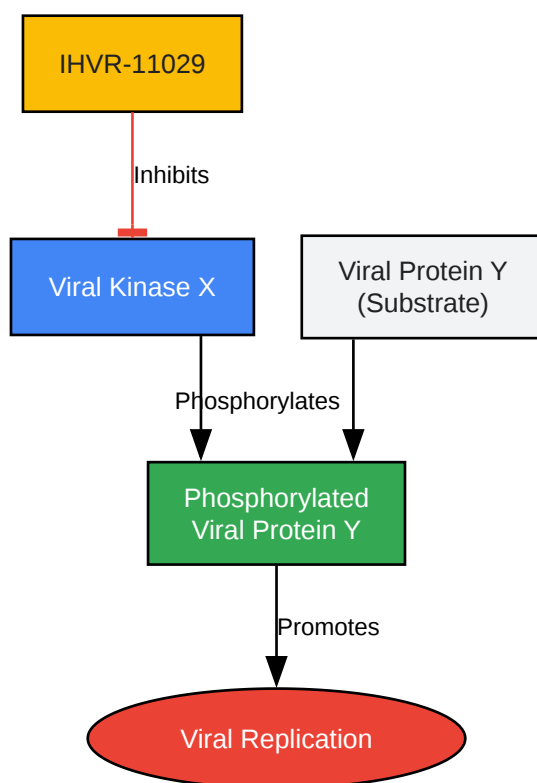 IHVR-11029
Inhibits
Viral Kinase X
Viral Protein Y
(Substrate)
Phosphorylates
Phosphorylated
Viral Protein Y
Promotes
Viral Replication